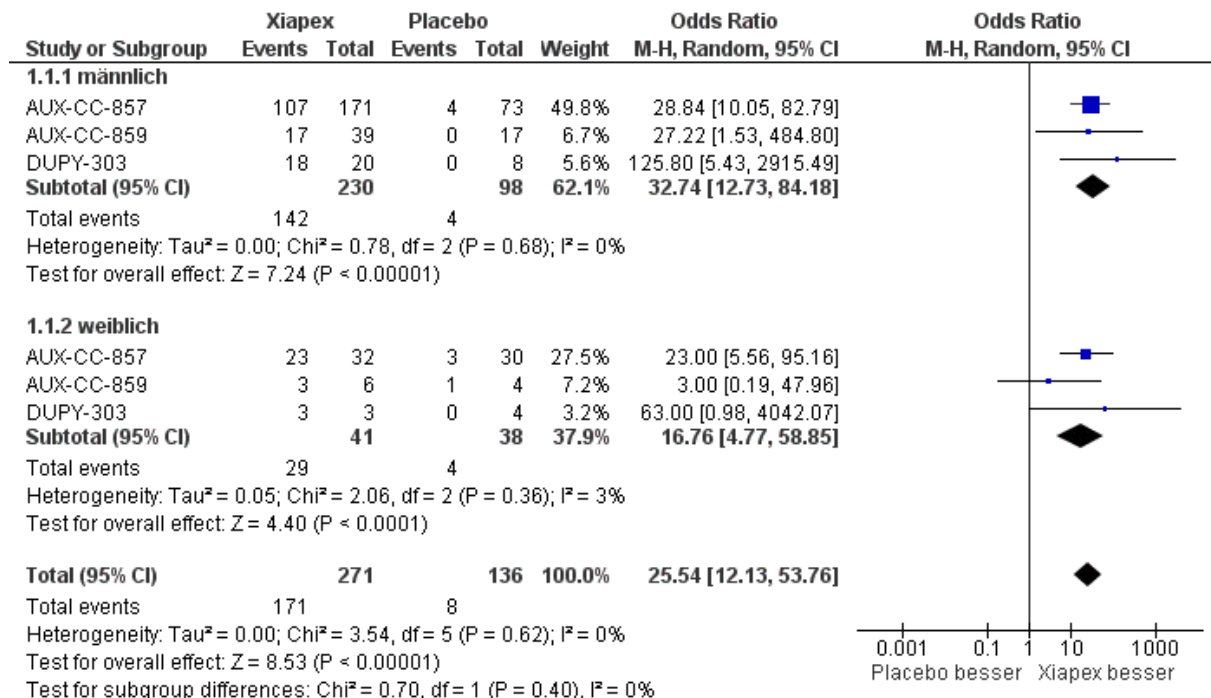 Xiapex Placebo Odds Ratio Odds Ratio
Study or Subgroup Events Total Events Total Weight M-H, Random, 95% CI M-H, Random, 95% CI
1.1.1 männlich
AUX-CC-857 107 171 4 73 49.8% 28.84 [10.05, 82.79]
AUX-CC-859 17 39 0 17 6.7% 27.22 [1.53, 484.80]
DUPY-303 18 20 0 8 5.6% 125.80 [5.43, 2915.49]
Subtotal (95% CI) 230 98 62.1% 32.74 [12.73, 84.18]
Total events 142 4
Heterogeneity: Tau² = 0.00; Chi² = 0.78, df = 2 (P = 0.68); I² = 0%
Test for overall effect: Z = 7.24 (P < 0.00001)
1.1.2 weiblich
AUX-CC-857 23 32 3 30 27.5% 23.00 [5.56, 95.16]
AUX-CC-859 3 6 1 4 7.2% 3.00 [0.19, 47.96]
DUPY-303 3 3 0 4 3.2% 63.00 [0.98, 4042.07]
Subtotal (95% CI) 41 38 37.9% 16.76 [4.77, 58.85]
Total events 29 4
Heterogeneity: Tau² = 0.05; Chi² = 2.06, df = 2 (P = 0.36); I² = 3%
Test for overall effect: Z = 4.40 (P < 0.0001)
Total (95% CI) 271 136 100.0% 25.54 [12.13, 53.76]
Total events 171 8
Heterogeneity: Tau² = 0.00; Chi² = 3.54, df = 5 (P = 0.62); I² = 0%
Test for overall effect: Z = 8.53 (P < 0.00001)
Test for subgroup differences: Chi² = 0.70, df = 1 (P = 0.40), I² = 0%
0.001 0.1 1 10 1000
Placebo besser Xiapex besser